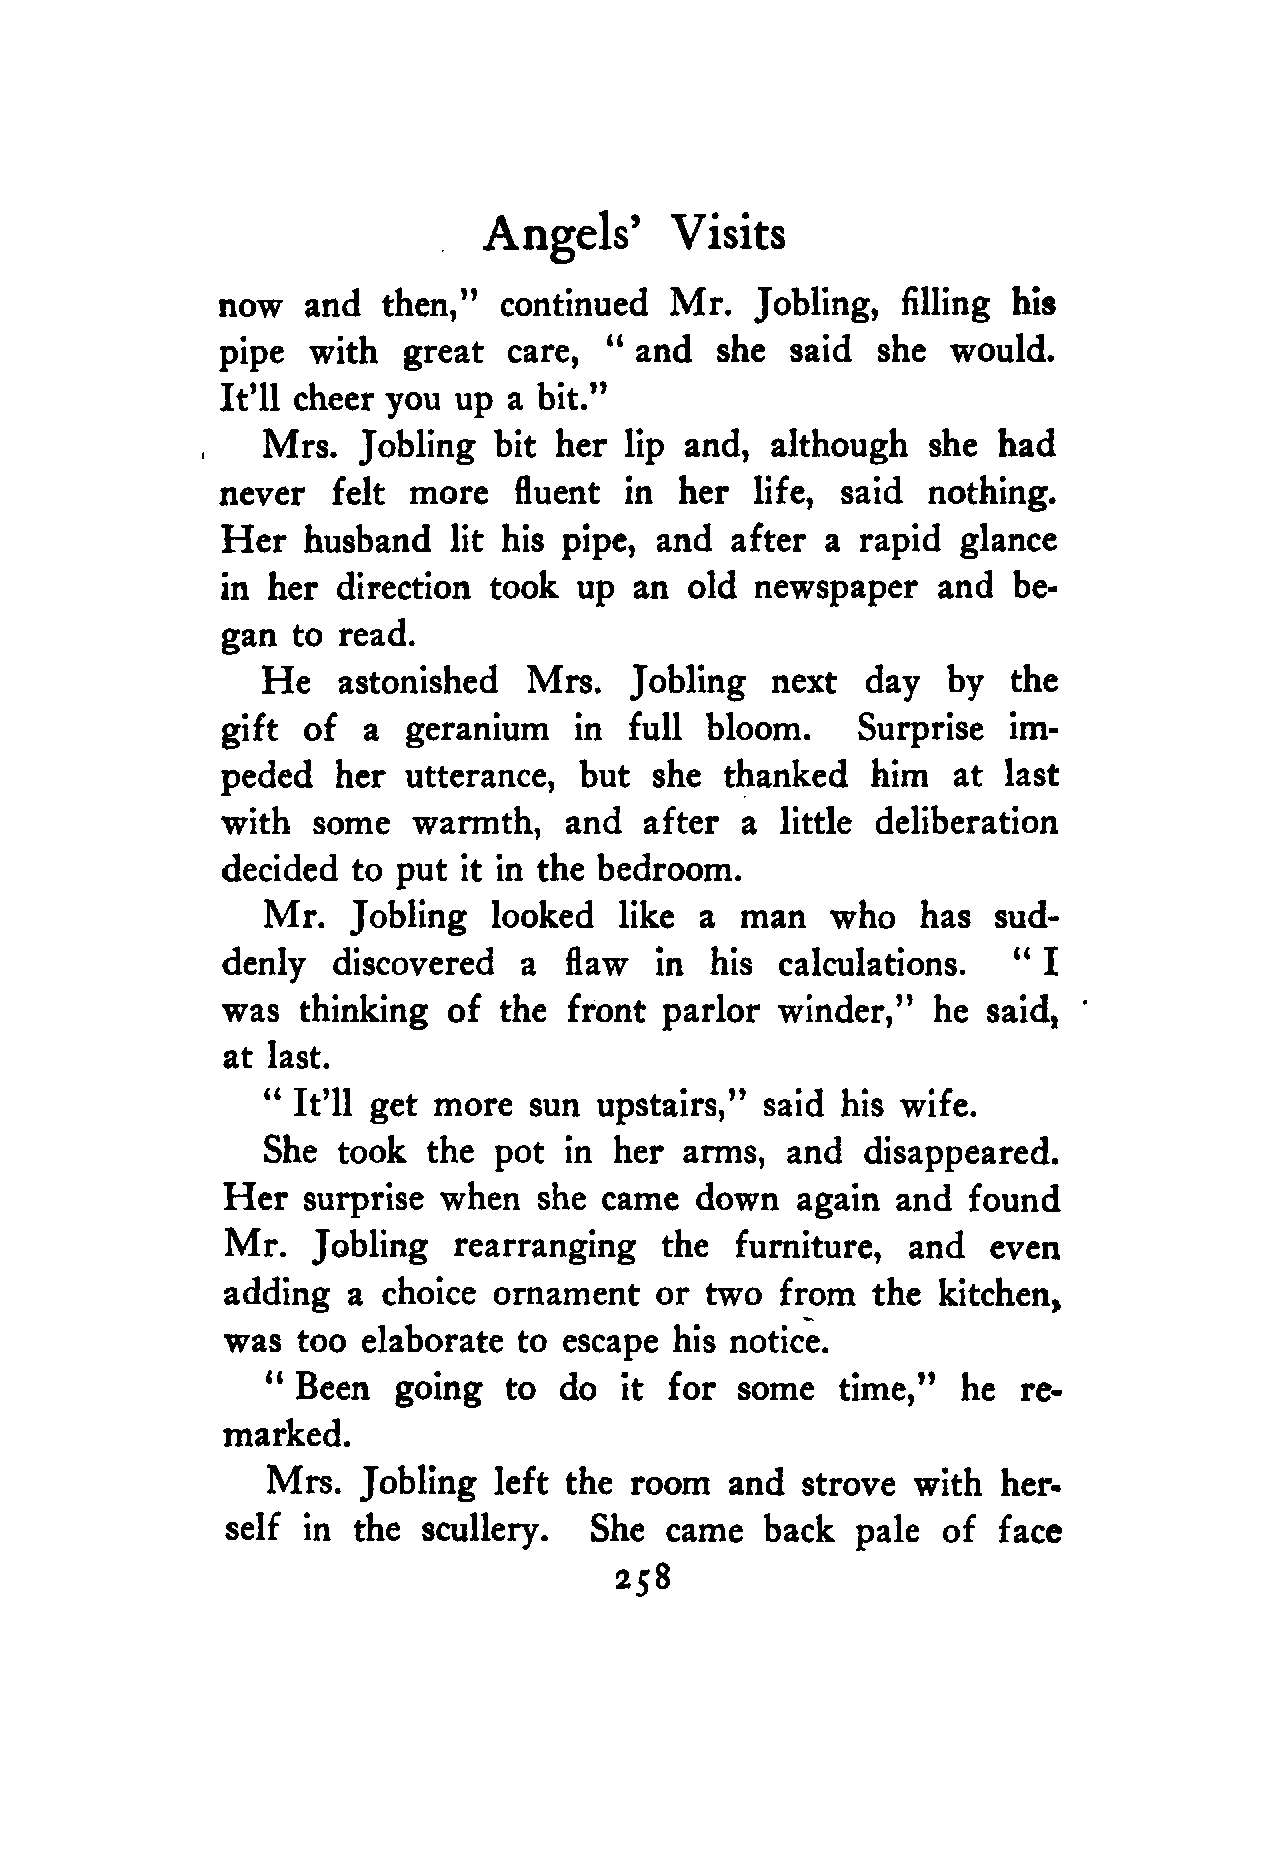 Angels' Visits
now and then," continued Mr. Jobling, filling his
pipe with great care, " and she said she would.
It'll cheer you up a bit."
Mrs. Jobling bit her lip and, although she had
never felt more fluent in her life, said nothing.
Her husband lit his pipe, and after a rapid glance
in her direction took up an old newspaper and be-
gan to read.
He astonished Mrs. Jobling next day by the
gift of a geranium in full bloom. Surprise im-
peded her utterance, but she thanked him at last
with some warmth, and after a little deliberation
decided to put it in the bedroom.
Mr. Jobling looked like a man who has sud-
denly discovered a flaw in his calculations. " I
was thinking of the front parlor winder," he said,
at last.
" It'll get more sun upstairs," said his wife.
She took the pot in her arms, and disappeared.
Her surprise when she came down again and found
Mr. Jobling rearranging the furniture, and even
adding a choice ornament or two from the kitchen,
was too elaborate to escape his notice.
" Been going to do it for some time," he re-
marked.
Mrs. Jobling left the room and strove with her-
self in the scullery. She came back pale of face
258